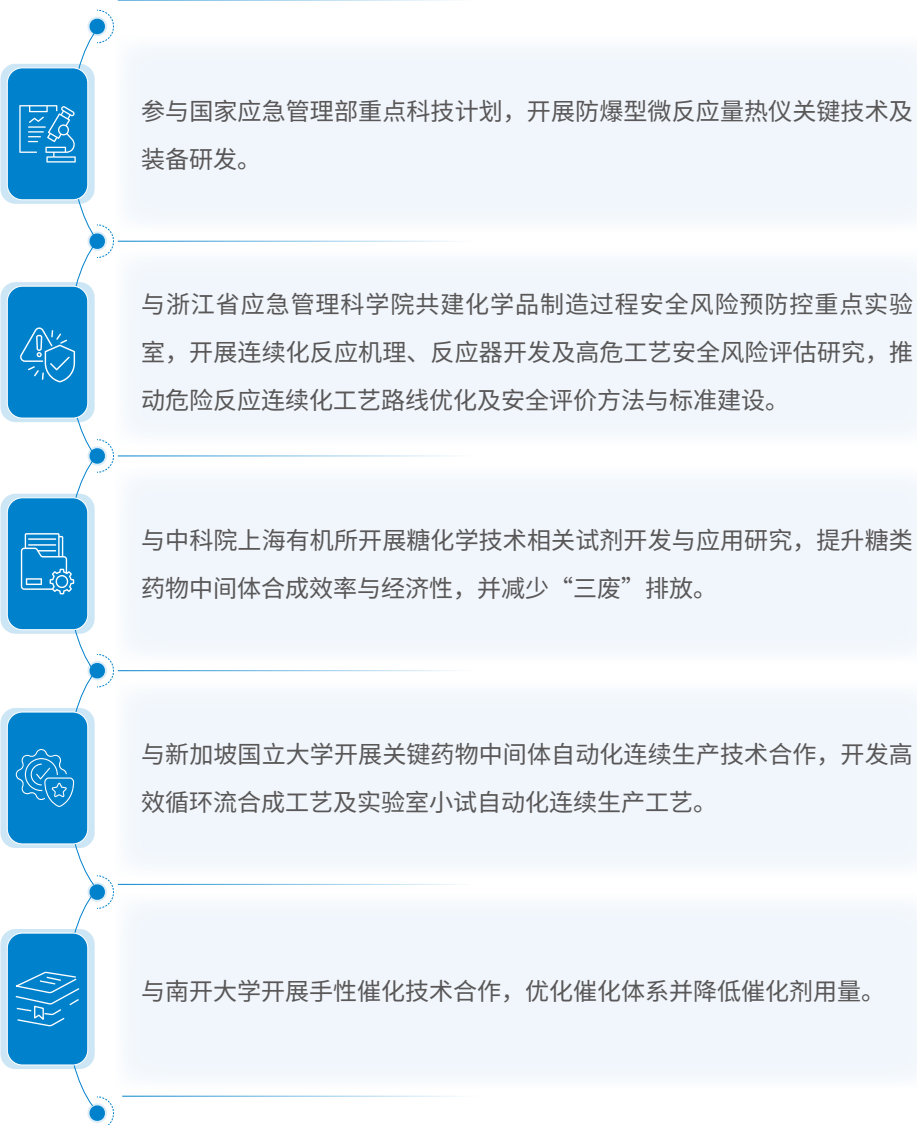 参与国家应急管理部重点科技计划，开展防爆型微反应量热仪关键技术及
装备研发。
与浙江省应急管理科学院共建化学品制造过程安全风险预防控重点实验
室，开展连续化反应机理、反应器开发及高危工艺安全风险评估研究，推
动危险反应连续化工艺路线优化及安全评价方法与标准建设。
与中科院上海有机所开展糖化学技术相关试剂开发与应用研究，提升糖类
药物中间体合成效率与经济性，并减少“三废”排放。
与新加坡国立大学开展关键药物中间体自动化连续生产技术合作，开发高
效循环流合成工艺及实验室小试自动化连续生产工艺。
与南开大学开展手性催化技术合作，优化催化体系并降低催化剂用量。